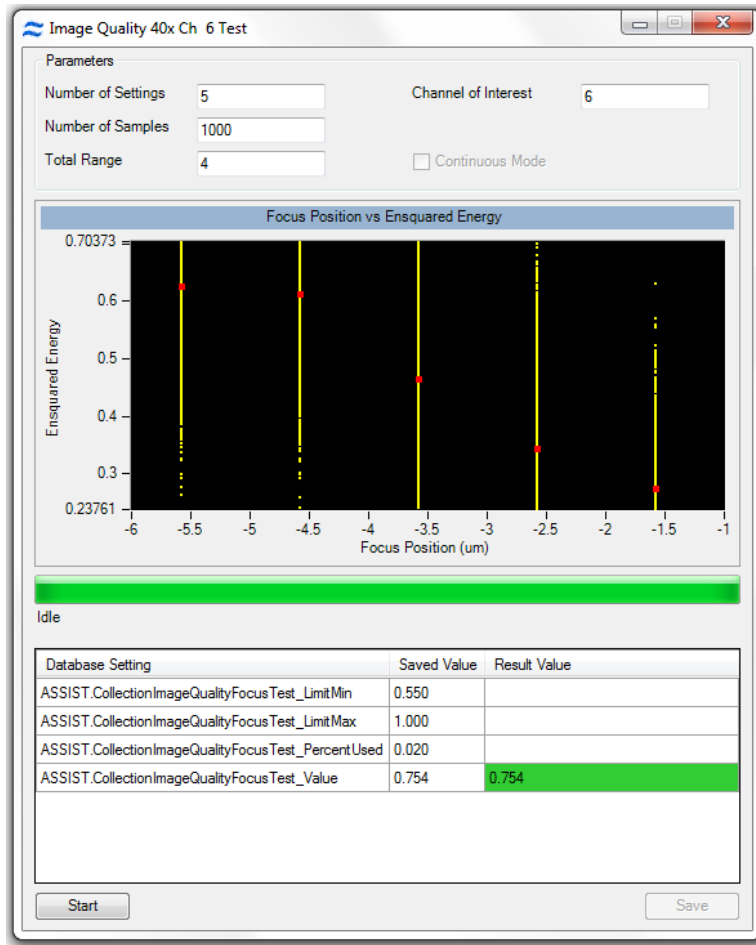 Image Quality 40x Ch 6 Test
Parameters
Number of Settings 5 Channel of Interest 6
Number of Samples 1000
Total Range 4 Continuous Mode
Focus Position vs Ensquared Energy
0.70373
0.6
0.5
0.4
0.3
0.23761
Ensquared Energy
-6 -5.5 -5 -4.5 -4 -3.5 -3 -2.5 -2 -1.5 -1
Focus Position (um)
Idle
Database Setting Saved Value Result Value
ASSIST.CollectionImageQualityFocusTest_LimitMin 0.550
ASSIST.CollectionImageQualityFocusTest_LimitMax 1.000
ASSIST.CollectionImageQualityFocusTest_PercentUsed 0.020
ASSIST.CollectionImageQualityFocusTest_Value 0.754 0.754
Start Save